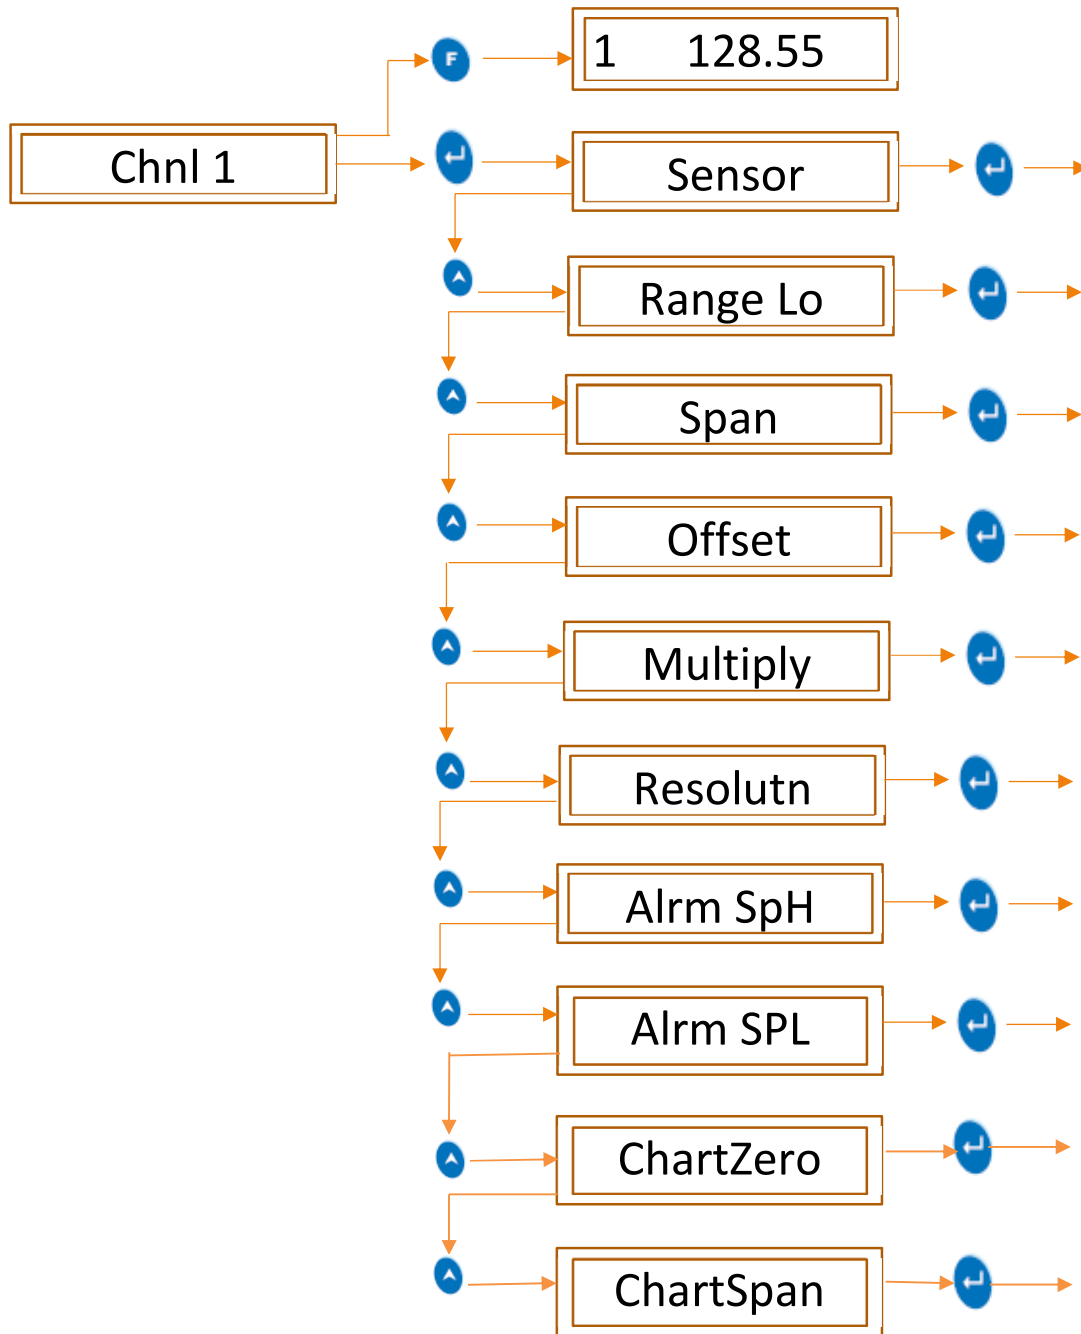 F
1 128.55
Chnl 1
Sensor
Range Lo
Span
Offset
Multiply
Resolutn
Alrm SpH
Alrm SPL
ChartZero
ChartSpan